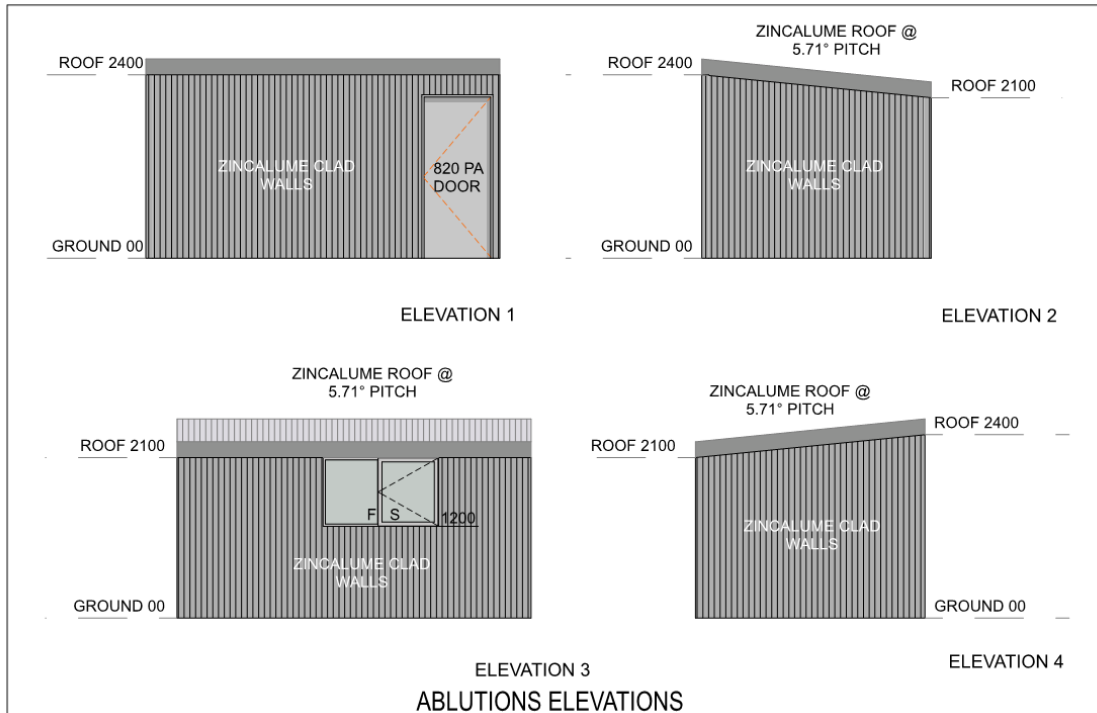 ZINCALUME ROOF @
5.71° PITCH
ROOF 2400
ROOF 2400
ROOF 2100
ZINCALUME CLAD
WALLS
820 PA
DOOR
ZINCALUME CLAD
WALLS
GROUND 00
GROUND 00
ELEVATION 1
ELEVATION 2
ZINCALUME ROOF @
5.71° PITCH
ZINCALUME ROOF @
5.71° PITCH
ROOF 2100
ROOF 2100
ROOF 2400
F S
1200
ZINCALUME CLAD
WALLS
ZINCALUME CLAD
WALLS
GROUND 00
GROUND 00
ELEVATION 3
ELEVATION 4
ABLUTIONS ELEVATIONS